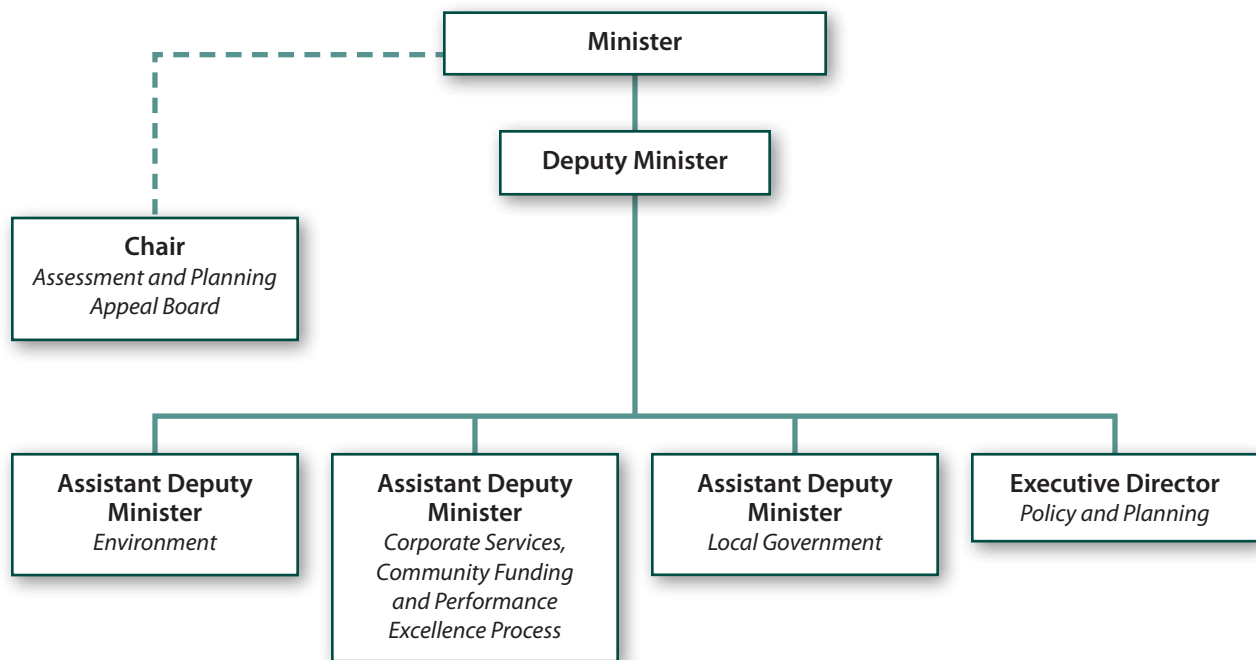 Minister
Deputy Minister
Chair
Assessment and Planning
Appeal Board
Assistant Deputy
Minister
Environment
Assistant Deputy
Minister
Corporate Services,
Community Funding
and Performance
Excellence Process
Assistant Deputy
Minister
Local Government
Executive Director
Policy and Planning